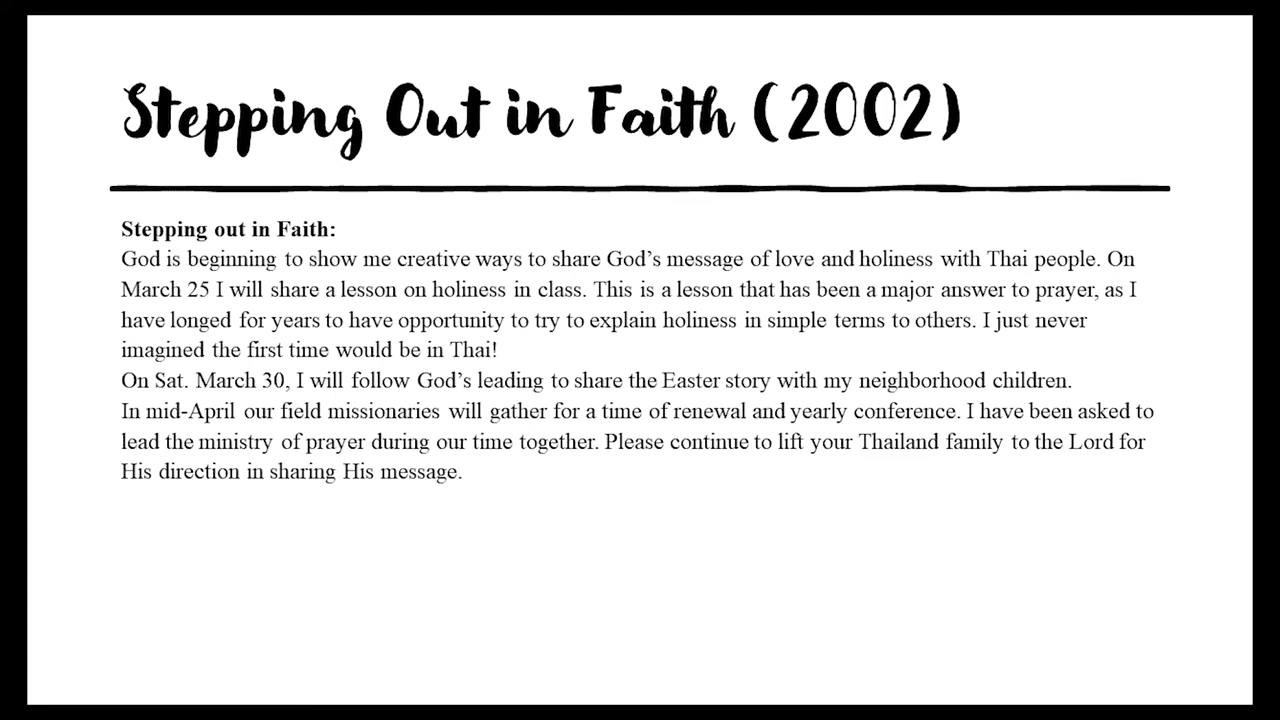 Stepping Out in Faith (2002)
Stepping out in Faith:
God is beginning to show me creative ways to share God's message of love and holiness with Thai people. On
March 25 I will share a lesson on holiness in class. This is a lesson that has been a major answer to prayer, as I
have longed for years to have opportunity to try to explain holiness in simple terms to others. I just never
imagined the first time would be in Thai!
On Sat. March 30, I will follow God's leading to share the Easter story with my neighborhood children.
In mid-April our field missionaries will gather for a time of renewal and yearly conference. I have been asked to
lead the ministry of prayer during our time together. Please continue to lift your Thailand family to the Lord for
His direction in sharing His message.